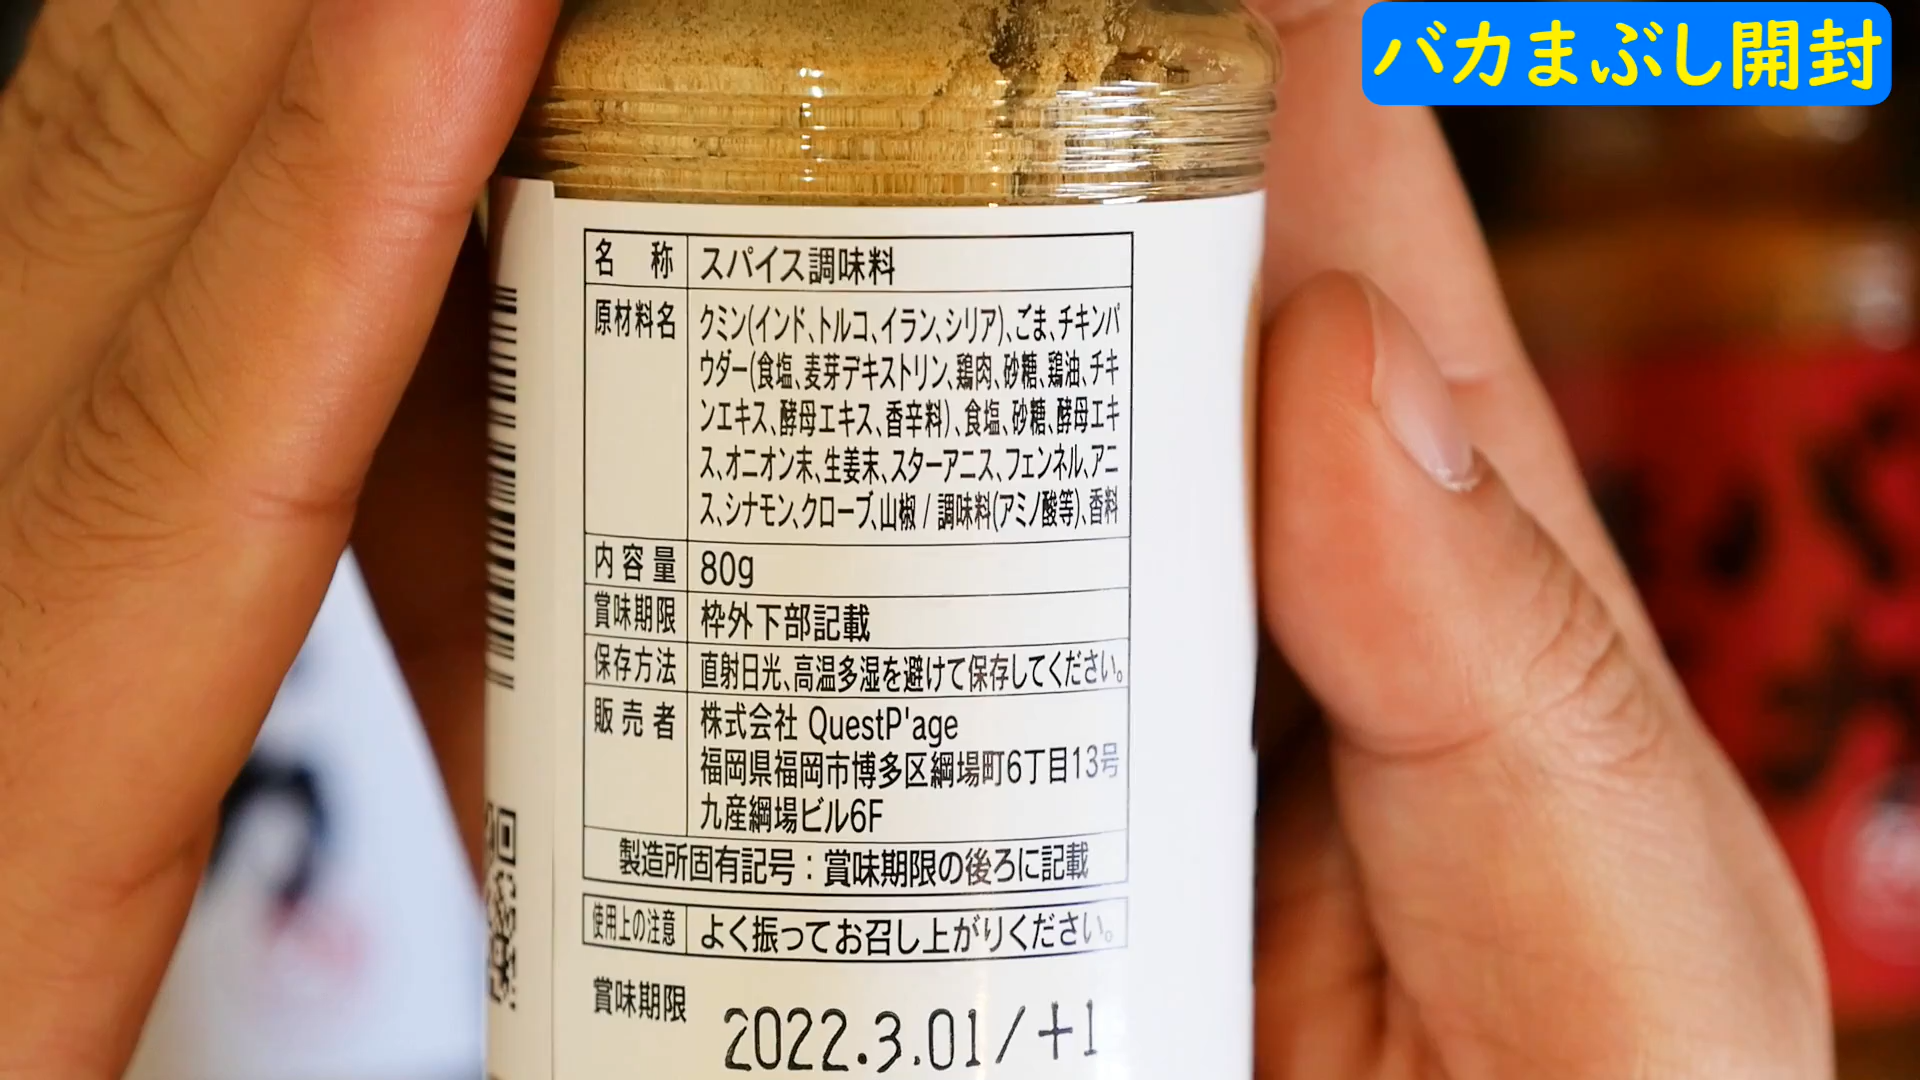 バカまぶし開封
名称 スパイス調味料
原材料名 クミン(インド、トルコ、イラン、シリア)、ごま、チキンパ
ウダー(食塩、麦芽デキストリン、鶏肉、砂糖、鶏油、チキ
ンエキス、酵母エキス、香辛料)、食塩、砂糖、酵母エキ
ス、オニオン末、生姜末、スターアニス、フェンネル、アニ
ス、シナモン、クローブ、山椒 / 調味料(アミノ酸等)、香料
内容量 80g
賞味期限 枠外下部記載
保存方法 直射日光、高温多湿を避けて保存してください。
販売者 株式会社 QuestP'age
福岡県福岡市博多区綱場町6丁目13号
九産綱場ビル6F
製造所固有記号:賞味期限の後ろに記載
使用上の注意 よく振ってお召し上がりください。
賞味期限 2022.3.01/+1